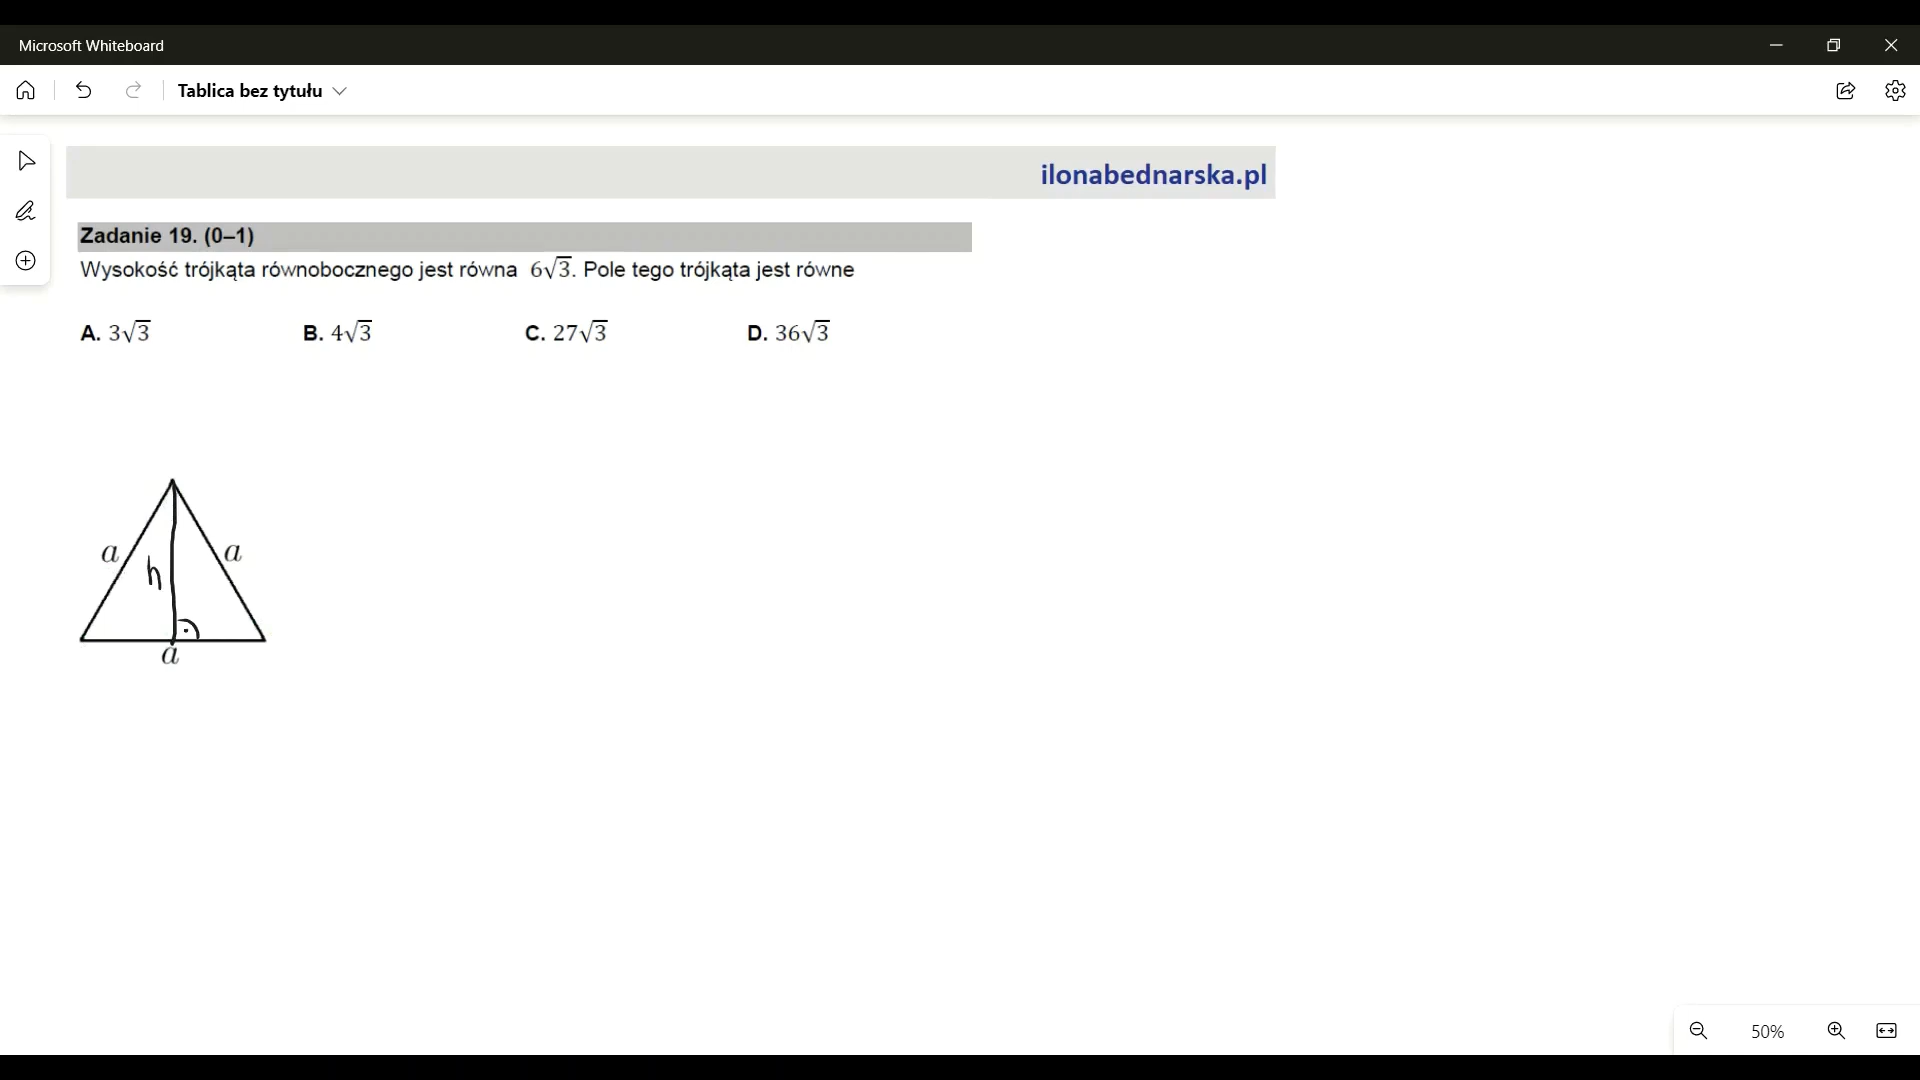 Microsoft Whiteboard
Tablica bez tytułu
ilonabednarska.pl
Zadanie 19. (0–1)
Wysokość trójkąta równobocznego jest równa 6√3. Pole tego trójkąta jest równe
A. 3√3 B. 4√3 C. 27√3 D. 36√3
a h a
a
50%